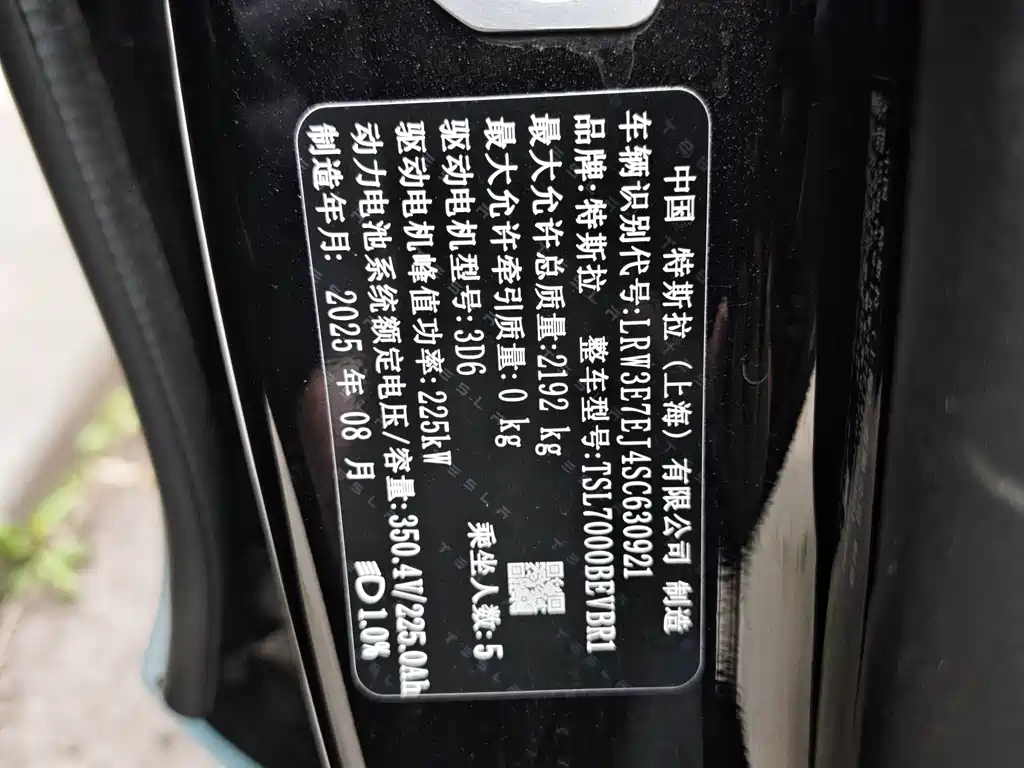 中国 特斯拉（上海）有限公司 制造
车辆识别代号:LRW3E7EJ4SC630921
品牌:特斯拉 整车型号:TSL7000BEVBR1
最大允许总质量:2192 kg
最大允许牵引质量:0 kg
驱动电机型号:3D6 乘坐人数:5
驱动电机峰值功率:225kW
动力电池系统额定电压/容量:350.4V/225.0Ah
制造年月: 2025 年 08 月 1.0%